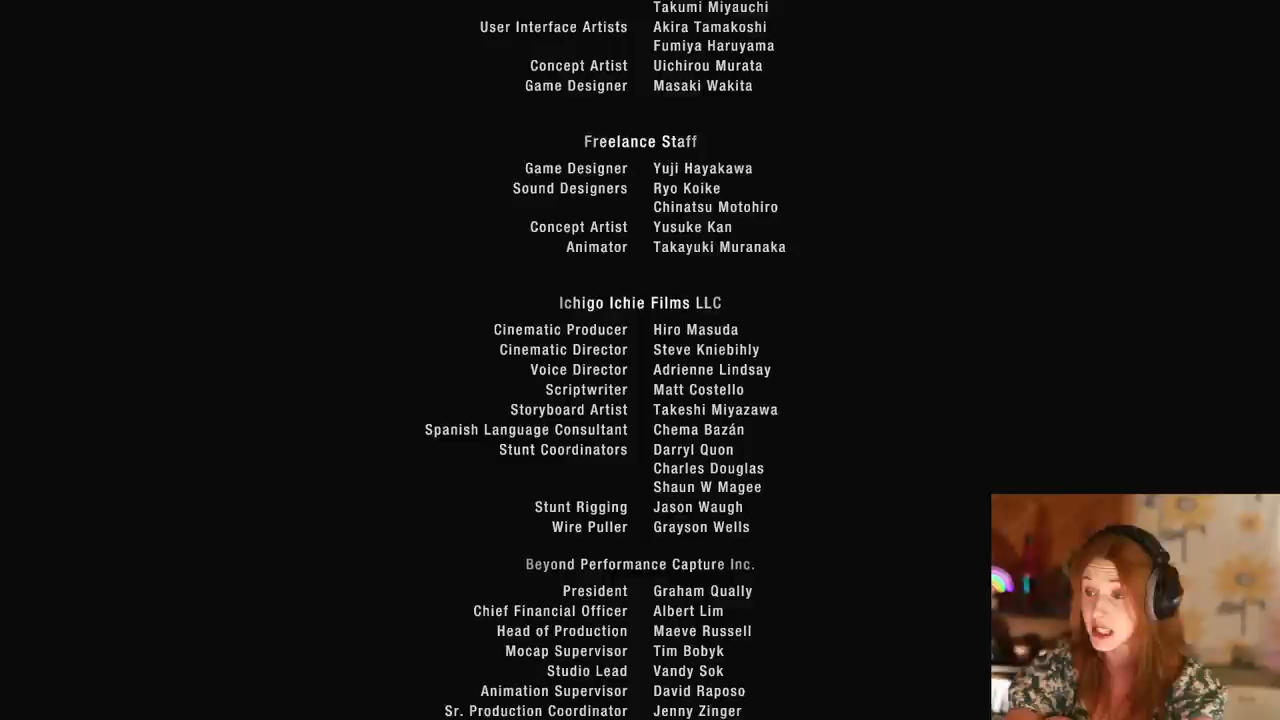 Takumi Miyauchi
User Interface Artists Akira Tamakoshi
Fumiya Haruyama
Concept Artist Uichirou Murata
Game Designer Masaki Wakita
Freelance Staff
Game Designer Yuji Hayakawa
Sound Designers Ryo Koike
Chinatsu Motohiro
Concept Artist Yusuke Kan
Animator Takayuki Muranaka
Ichigo Ichie Films LLC
Cinematic Producer Hiro Masuda
Cinematic Director Steve Kniebihly
Voice Director Adrienne Lindsay
Scriptwriter Matt Costello
Storyboard Artist Takeshi Miyazawa
Spanish Language Consultant Chema Bazán
Stunt Coordinators Darryl Quon
Charles Douglas
Shaun W Magee
Stunt Rigging Jason Waugh
Wire Puller Grayson Wells
Beyond Performance Capture Inc.
President Graham Qually
Chief Financial Officer Albert Lim
Head of Production Maeve Russell
Mocap Supervisor Tim Bobyk
Studio Lead Vandy Sok
Animation Supervisor David Raposo
Sr. Production Coordinator Jenny Zinger